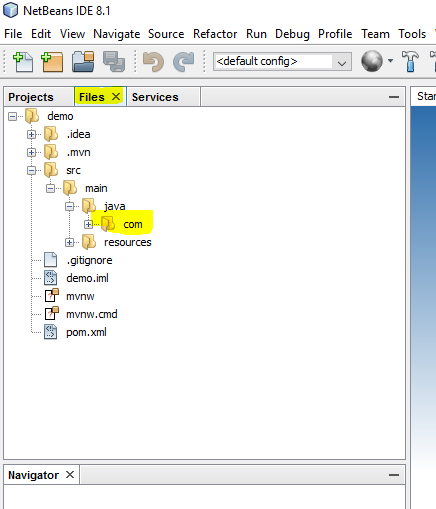 NetBeans IDE 8.1
File Edit View Navigate Source Refactor Run Debug Profile Team Tools
<default config>
Projects Files Services Star
demo
.idea
.mvn
src
main
java
com
resources
.gitignore
demo.iml
mvnw
mvnw.cmd
pom.xml
Navigator